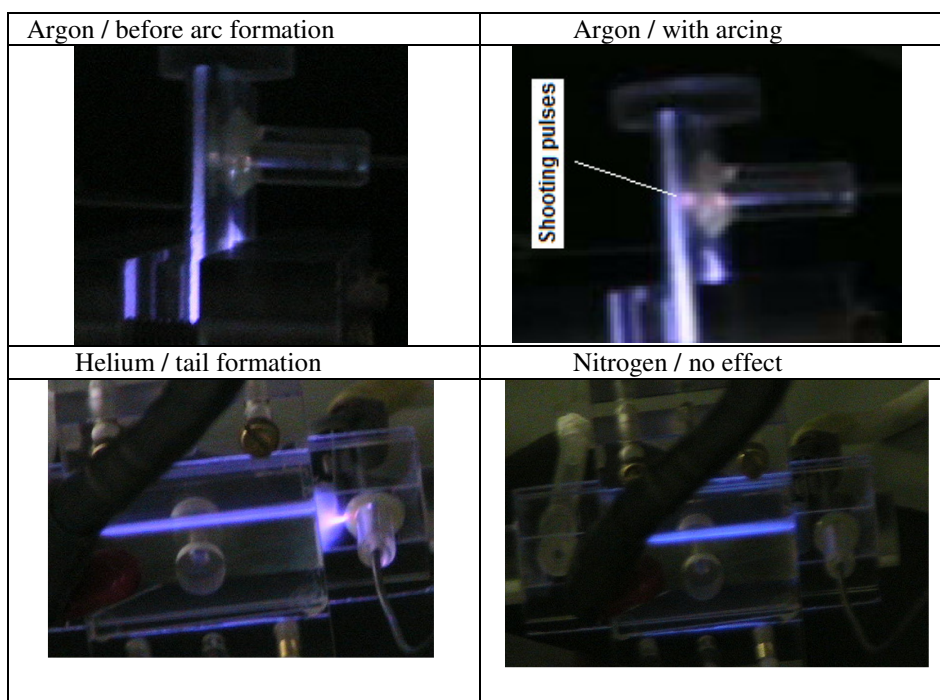 Argon / before arc formation
Argon / with arcing
Shooting pulses
Helium / tail formation
Nitrogen / no effect